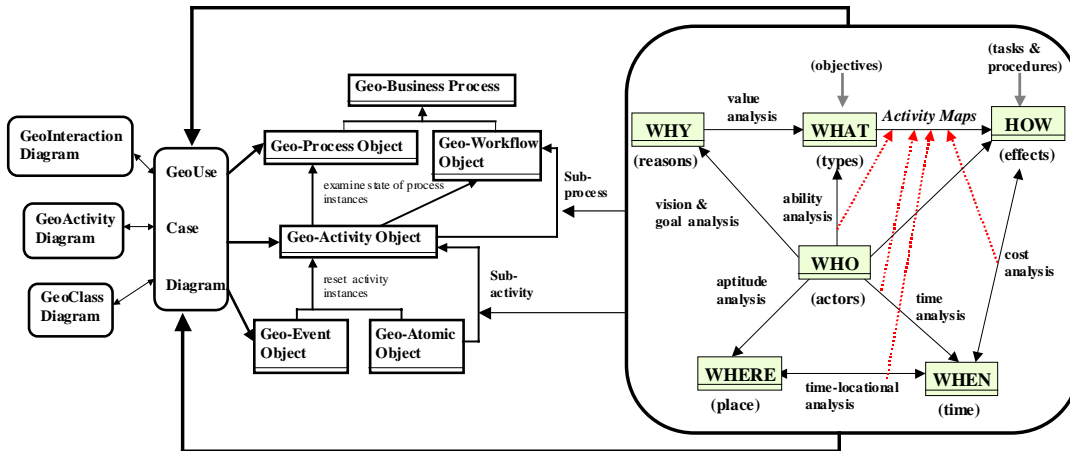 GeoInteraction
Diagram
GeoActivity
Diagram
GeoClass
Diagram
GeoUse
Case
Diagram
Geo-Business Process
Geo-Process Object
Geo-Workflow
Object
examine state of process
instances
Geo-Activity Object
reset activity
instances
Geo-Event
Object
Geo-Atomic
Object
Sub-
process
Sub-
activity
(objectives)
(tasks &
procedures)
WHY
(reasons)
value
analysis
WHAT
(types)
Activity Maps
HOW
(effects)
vision &
goal analysis
ability
analysis
WHO
(actors)
cost
analysis
aptitude
analysis
time
analysis
WHERE
(place)
time-locational
analysis
WHEN
(time)